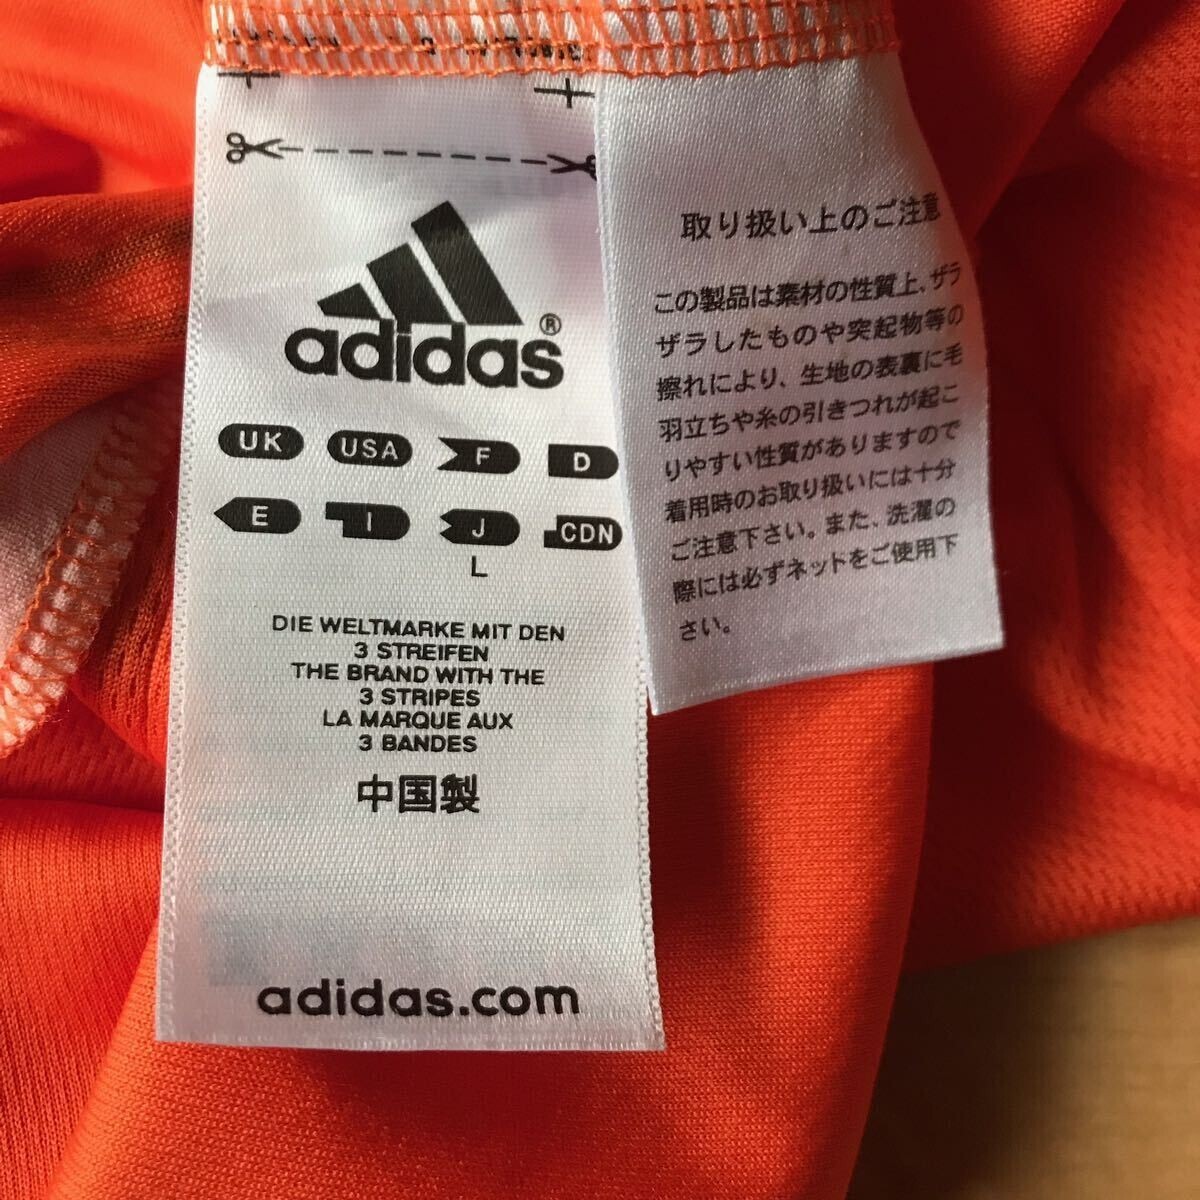 adidas®
UK USA F D
E I J CDN
L
DIE WELTMARKE MIT DEN
3 STREIFEN
THE BRAND WITH THE
3 STRIPES
LA MARQUE AUX
3 BANDES
中国製
adidas.com
取り扱い上のご注意
この製品は素材の性質上、ザラ
ザラしたものや突起物等の
擦れにより、生地の表裏に毛
羽立ちや糸の引きつれが起こ
りやすい性質がありますので
着用時のお取り扱いには十分
ご注意下さい。また、洗濯の
際には必ずネットをご使用下
さい。